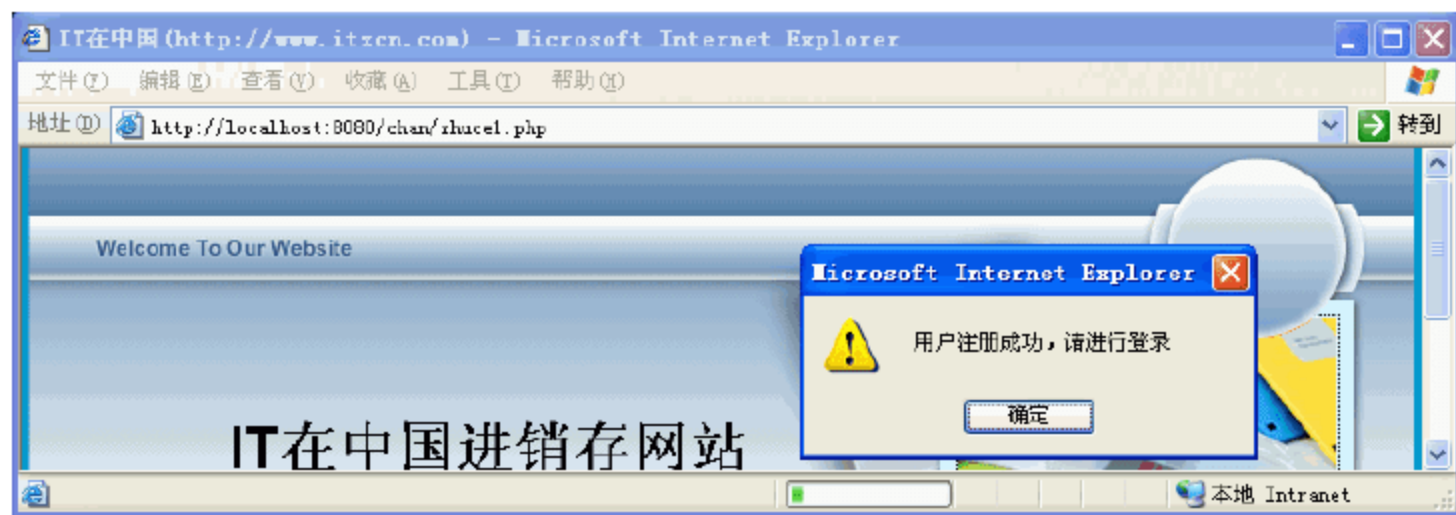 IT在中国(http://www.itzcn.com) - Microsoft Internet Explorer
文件(F) 编辑(E) 查看(V) 收藏(A) 工具(T) 帮助(H)
地址(D) http://localhost:8080/chan/zhuce1.php 转到
Welcome To Our Website
Microsoft Internet Explorer
用户注册成功，请进行登录
确定
IT在中国进销存网站
本地 Intranet